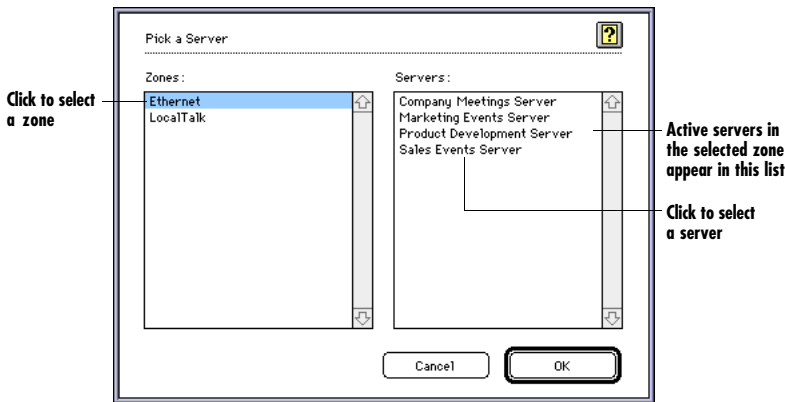 Pick a Server
?
Zones:
Servers:
Click to select
a zone
Ethernet
LocalTalk
Company Meetings Server
Marketing Events Server
Product Development Server
Sales Events Server
Active servers in
the selected zone
appear in this list
Click to select
a server
Cancel
OK